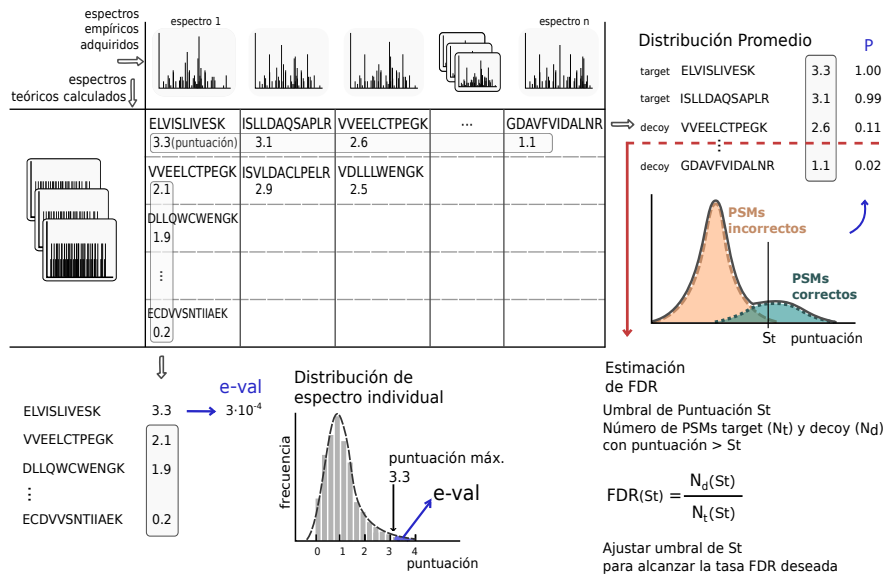 espectros
empíricos
adquiridos
espectro 1
espectro n
espectros
teóricos calculados
ELVISLIVESK
ISLLDAQSAPLR
VVEELCTPEGK
...
GDAVFVIDALNR
3.3(puntuación)
3.1
2.6
1.1
VVEELCTPEGK
ISVLDACLPELR
VDLLLWENGK
2.1
2.9
2.5
DLLQWCWENGK
1.9
⋮
ECDVVSNTIIAEK
0.2
Distribución Promedio
P
target ELVISLIVESK 3.3 1.00
target ISLLDAQSAPLR 3.1 0.99
decoy VVEELCTPEGK 2.6 0.11
⋮
decoy GDAVFVIDALNR 1.1 0.02
PSMs
incorrectos
PSMs
correctos
St puntuación
e-val
ELVISLIVESK 3.3 3·10⁻⁴
VVEELCTPEGK 2.1
DLLQWCWENGK 1.9
⋮
ECDVVSNTIIAEK 0.2
Distribución de
espectro individual
frecuencia
puntuación máx.
3.3
e-val
0 1 2 3 4
puntuación
Estimación
de FDR
Umbral de Puntuación St
Número de PSMs target (Nt) y decoy (Nd)
con puntuación > St
FDR(St) = Nd(St) / Nt(St)
Ajustar umbral de St
para alcanzar la tasa FDR deseada